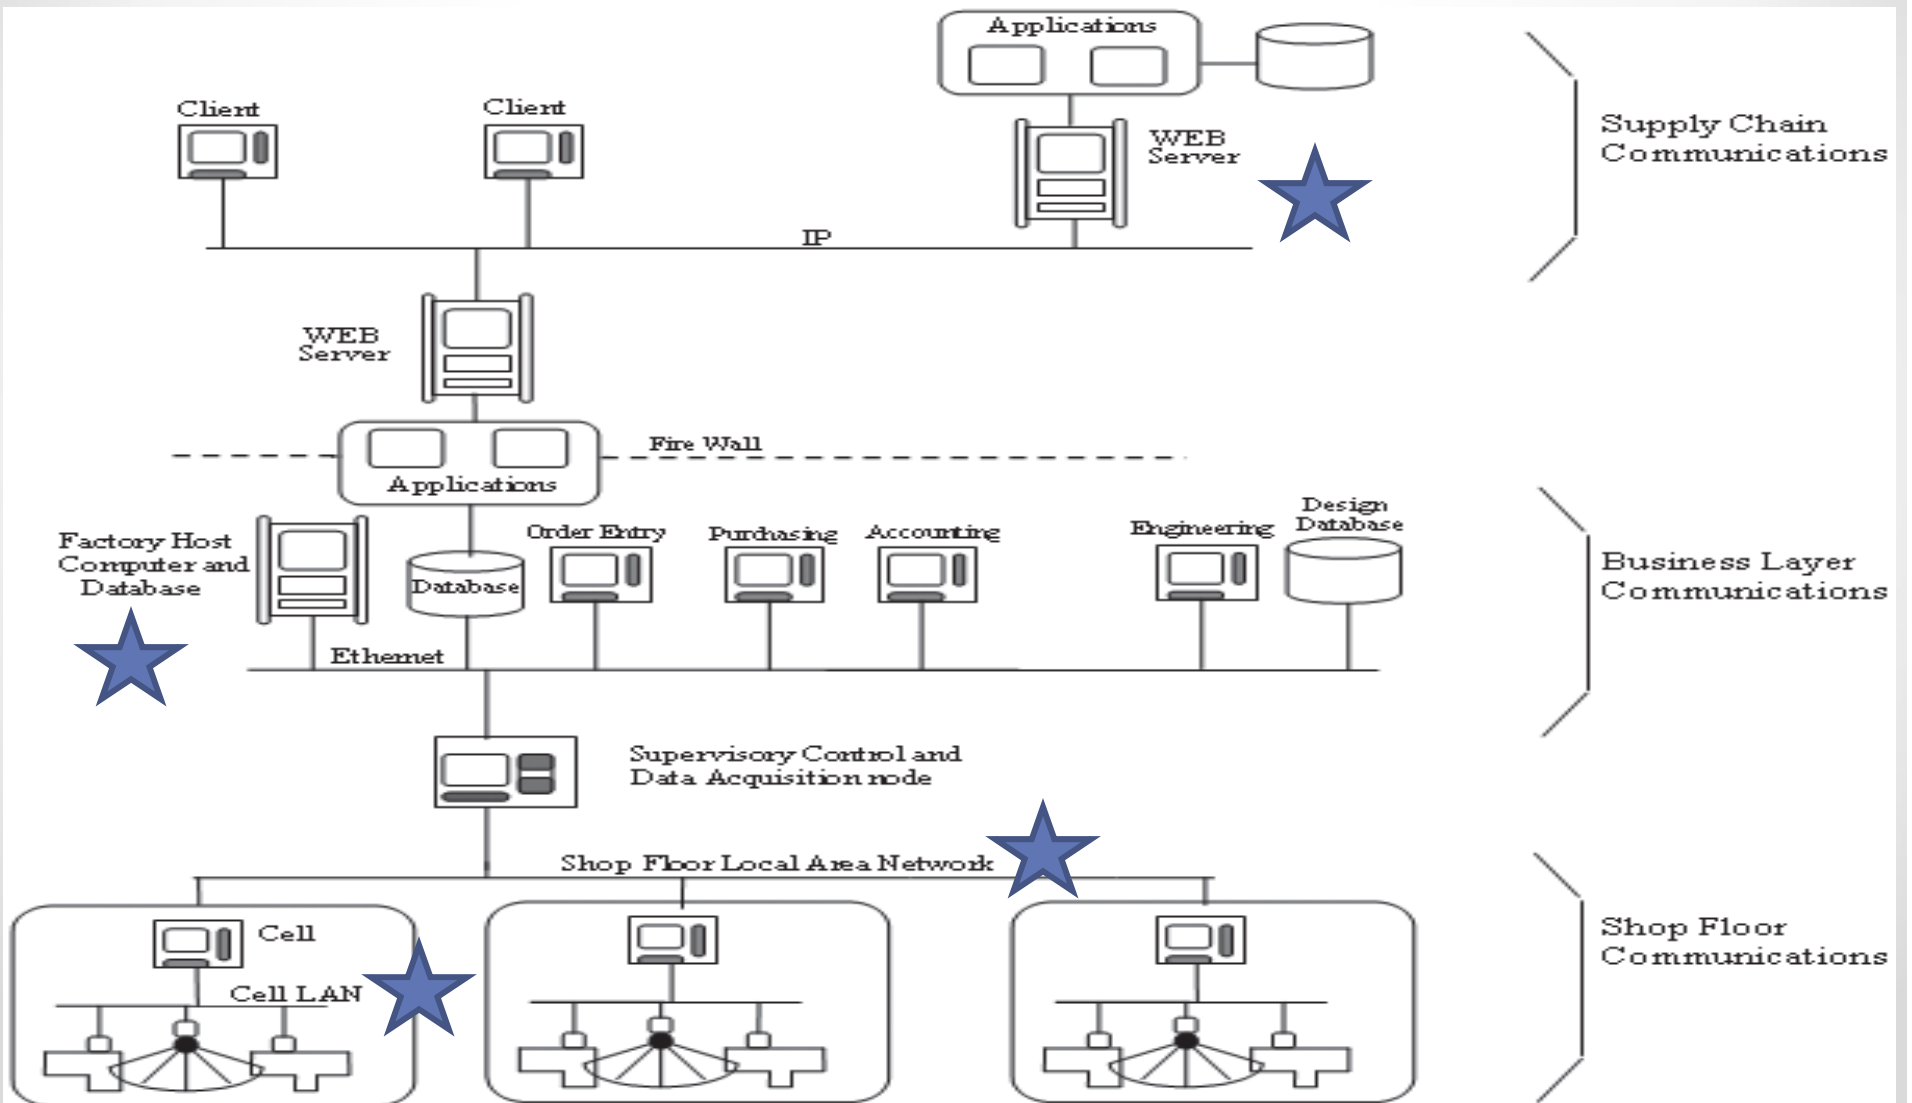 Applications
Client
Client
WEB
Server
Supply Chain
Communications
IP
WEB
Server
Fire Wall
Applications
Factory Host
Computer and
Database
Database
Order Entry
Purchasing
Accounting
Engineering
Design
Database
Business Layer
Communications
Ethernet
Supervisory Control and
Data Acquisition node
Shop Floor Local Area Network
Cell
Cell LAN
Shop Floor
Communications